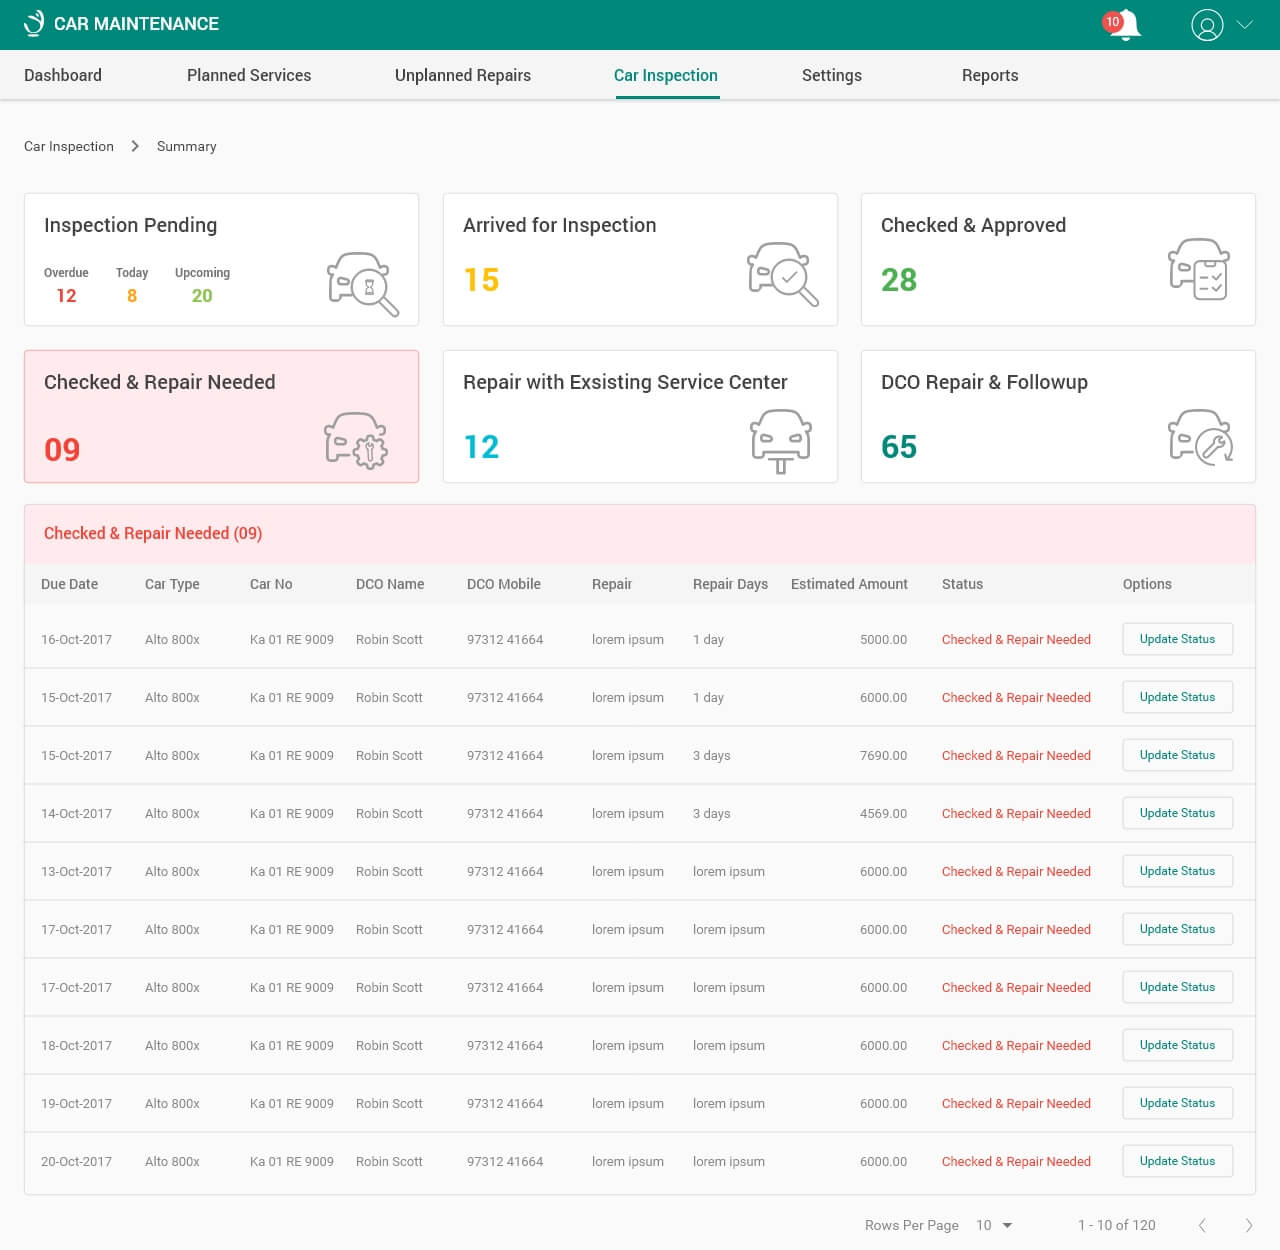 CAR MAINTENANCE 10
Dashboard Planned Services Unplanned Repairs Car Inspection Settings Reports
Car Inspection Summary
Inspection Pending
Overdue Today Upcoming
12 8 20
Arrived for Inspection
15
Checked & Approved
28
Checked & Repair Needed
09
Repair with Exsisting Service Center
12
DCO Repair & Followup
65
Checked & Repair Needed (09)
Due Date Car Type Car No DCO Name DCO Mobile Repair Repair Days Estimated Amount Status Options
16-Oct-2017 Alto 800x Ka 01 RE 9009 Robin Scott 97312 41664 lorem ipsum 1 day 5000.00 Checked & Repair Needed Update Status
15-Oct-2017 Alto 800x Ka 01 RE 9009 Robin Scott 97312 41664 lorem ipsum 1 day 6000.00 Checked & Repair Needed Update Status
15-Oct-2017 Alto 800x Ka 01 RE 9009 Robin Scott 97312 41664 lorem ipsum 3 days 7690.00 Checked & Repair Needed Update Status
14-Oct-2017 Alto 800x Ka 01 RE 9009 Robin Scott 97312 41664 lorem ipsum 3 days 4569.00 Checked & Repair Needed Update Status
13-Oct-2017 Alto 800x Ka 01 RE 9009 Robin Scott 97312 41664 lorem ipsum lorem ipsum 6000.00 Checked & Repair Needed Update Status
17-Oct-2017 Alto 800x Ka 01 RE 9009 Robin Scott 97312 41664 lorem ipsum lorem ipsum 6000.00 Checked & Repair Needed Update Status
17-Oct-2017 Alto 800x Ka 01 RE 9009 Robin Scott 97312 41664 lorem ipsum lorem ipsum 6000.00 Checked & Repair Needed Update Status
18-Oct-2017 Alto 800x Ka 01 RE 9009 Robin Scott 97312 41664 lorem ipsum lorem ipsum 6000.00 Checked & Repair Needed Update Status
19-Oct-2017 Alto 800x Ka 01 RE 9009 Robin Scott 97312 41664 lorem ipsum lorem ipsum 6000.00 Checked & Repair Needed Update Status
20-Oct-2017 Alto 800x Ka 01 RE 9009 Robin Scott 97312 41664 lorem ipsum lorem ipsum 6000.00 Checked & Repair Needed Update Status
Rows Per Page 10 1 - 10 of 120